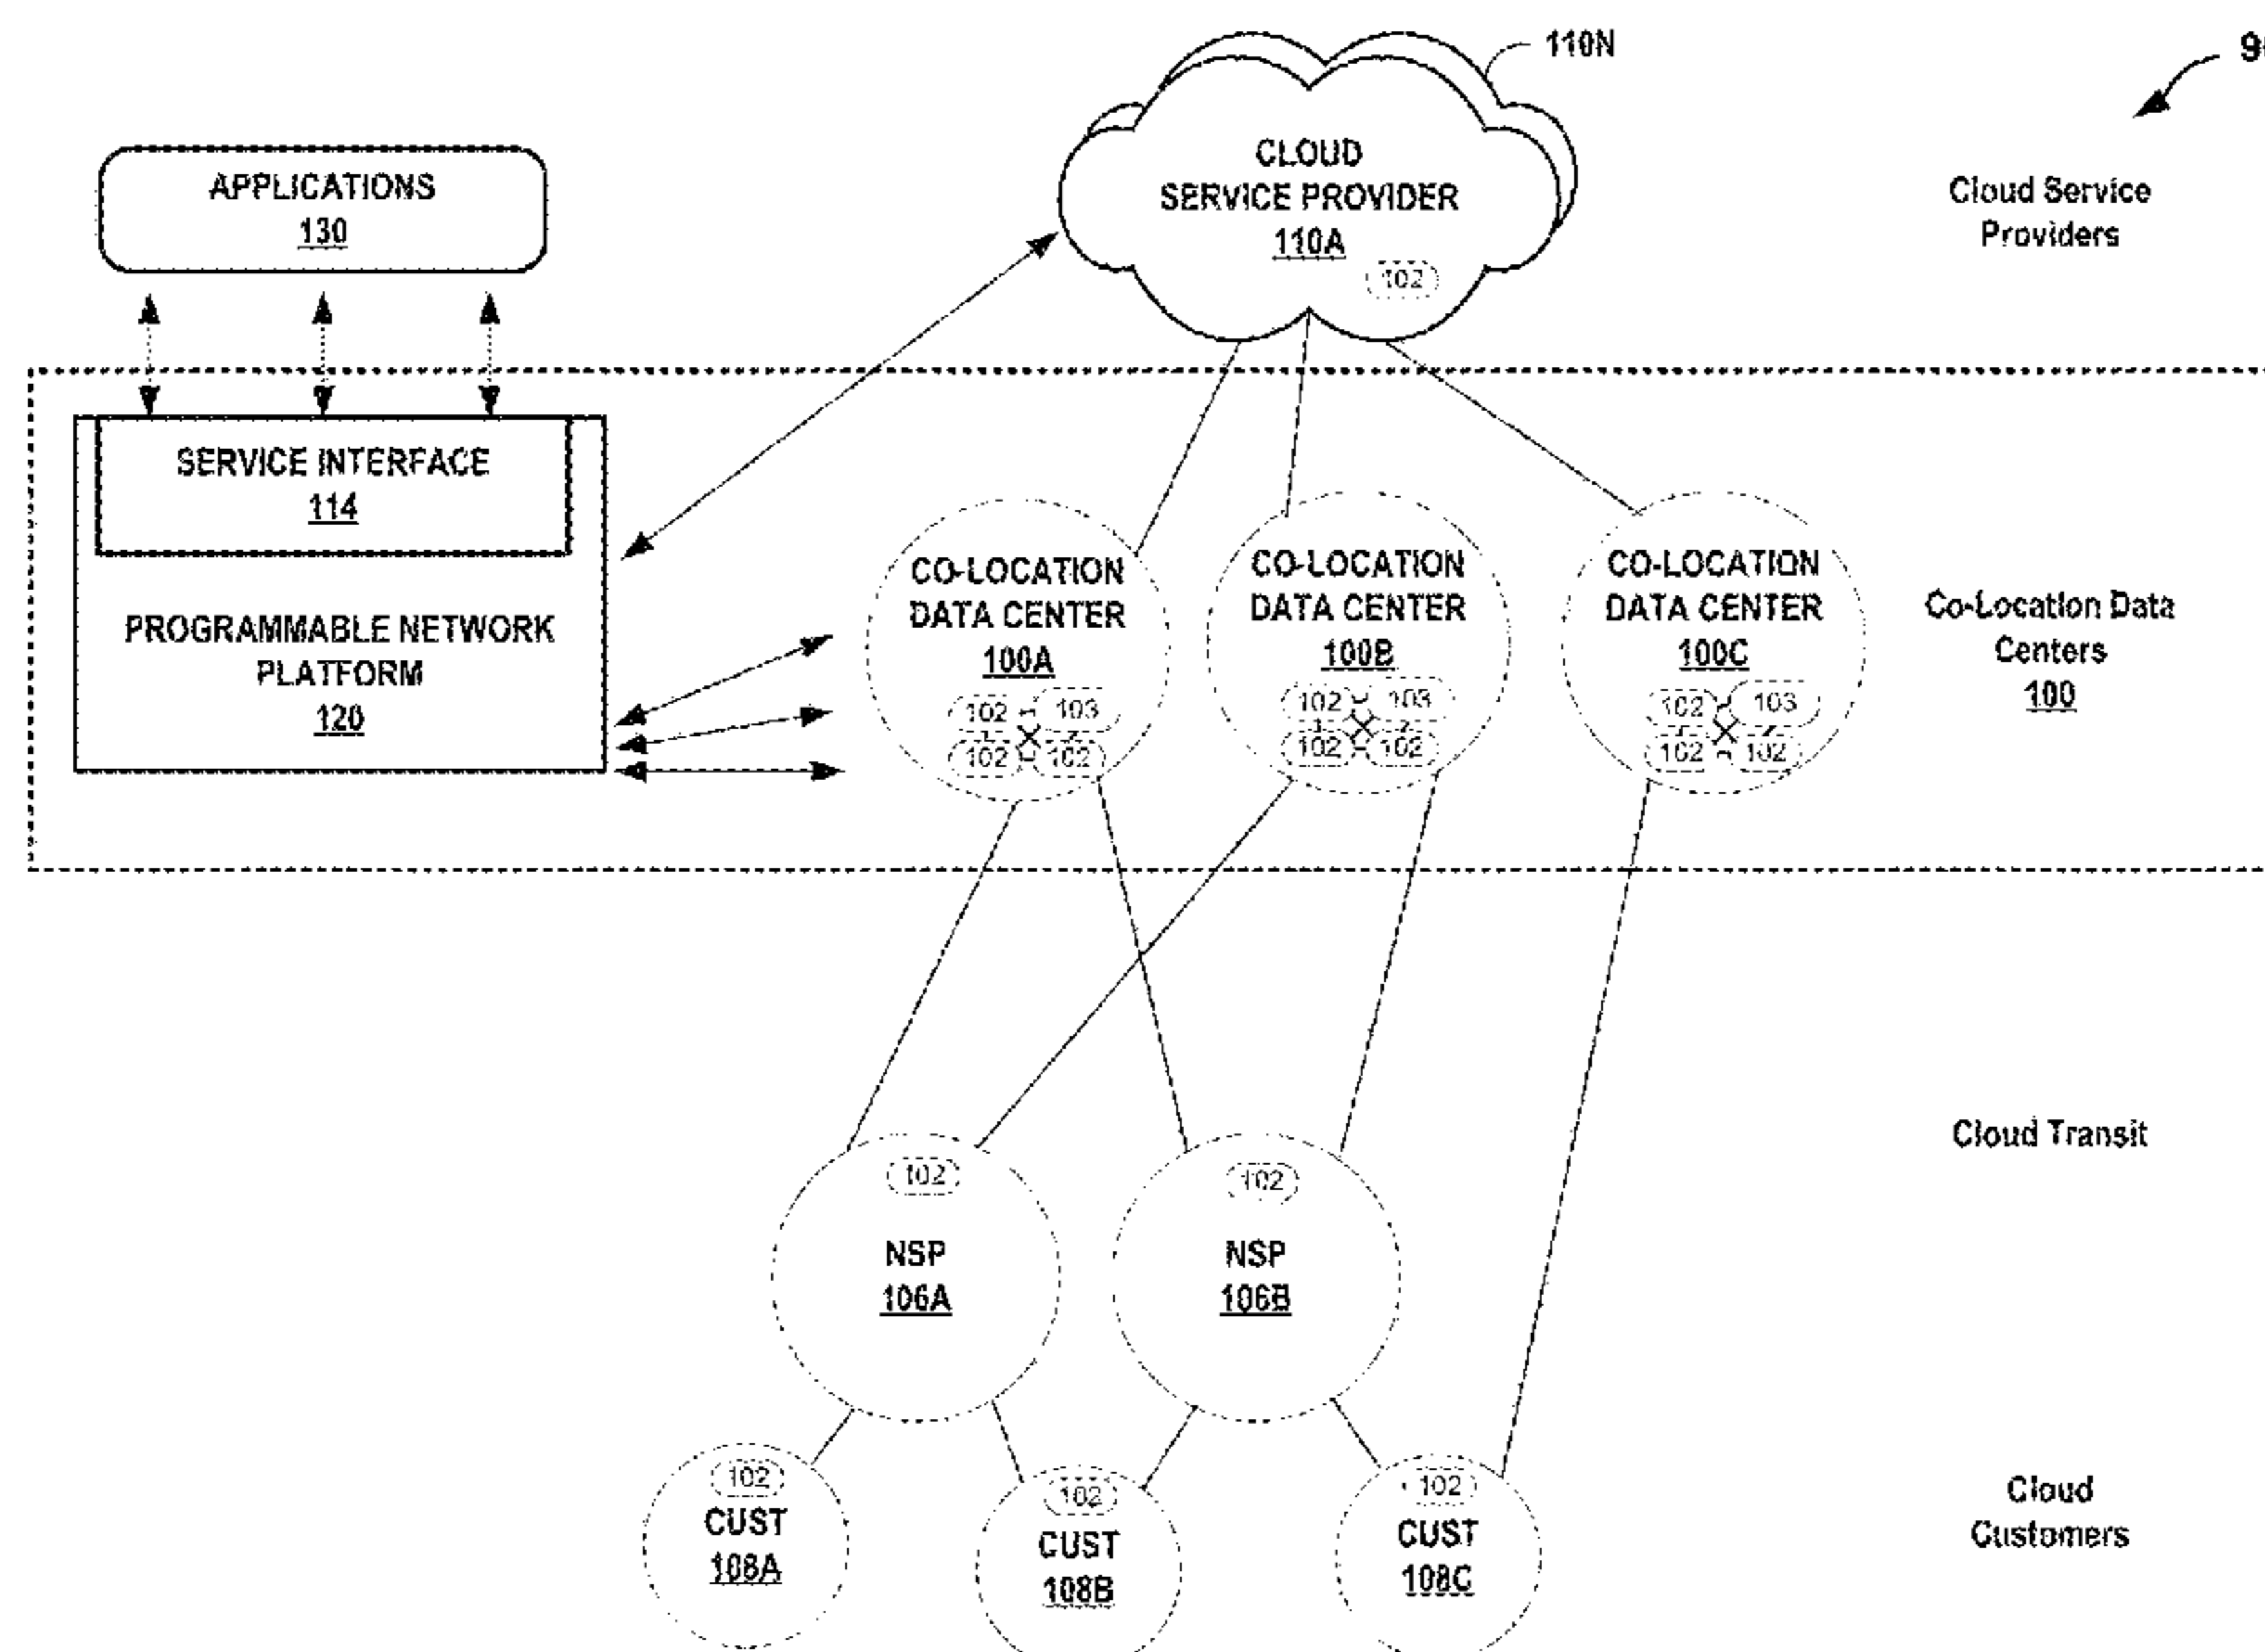 110N
APPLICATIONS
130
CLOUD
SERVICE PROVIDER
110A
102
Cloud Service
Providers
SERVICE INTERFACE
114
PROGRAMMABLE NETWORK
PLATFORM
120
CO-LOCATION
DATA CENTER
100A
102 103
102 102
CO-LOCATION
DATA CENTER
100B
102 103
102 102
CO-LOCATION
DATA CENTER
100C
102 103
102 102
Co-Location Data
Centers
100
Cloud Transit
102
NSP
106A
102
NSP
106B
102
CUST
108A
102
CUST
108B
102
CUST
108C
Cloud
Customers